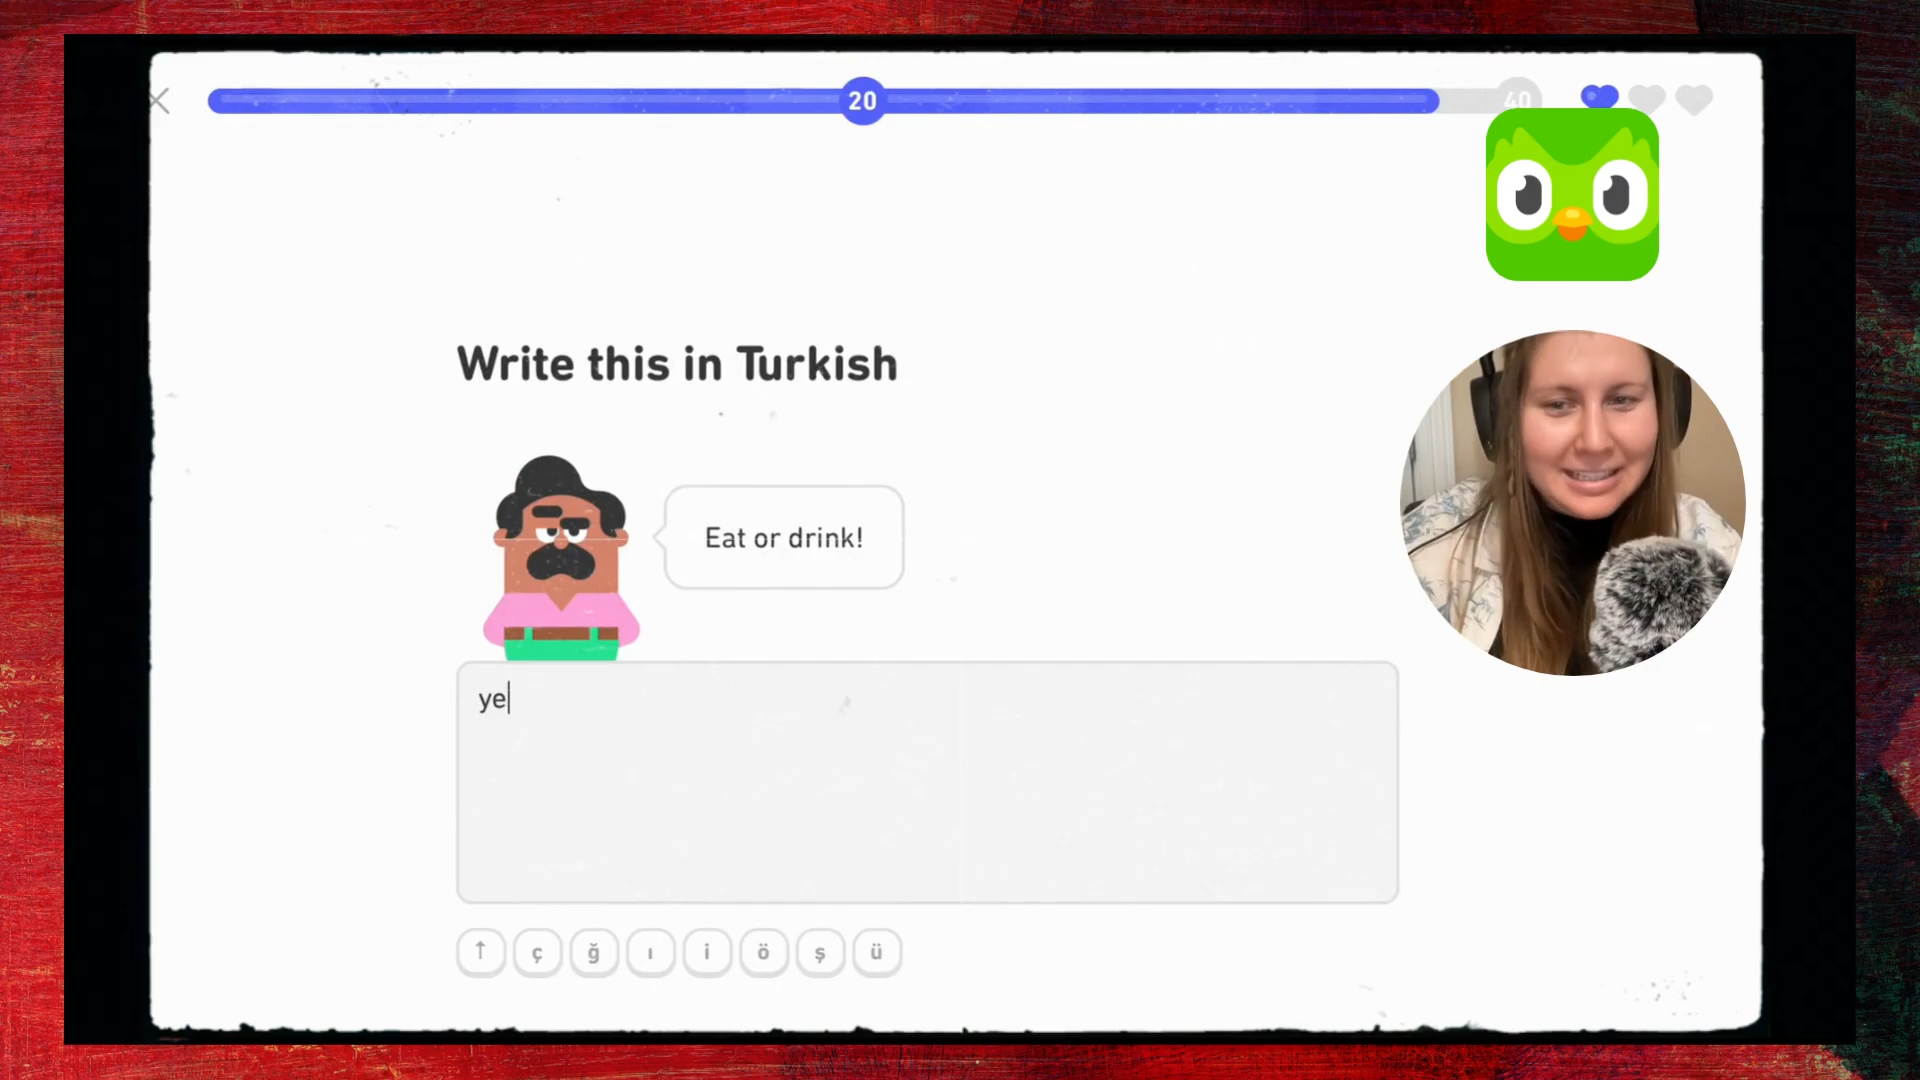 20
40
Write this in Turkish
Eat or drink!
ye
↑ ç ğ ı i ö ş ü